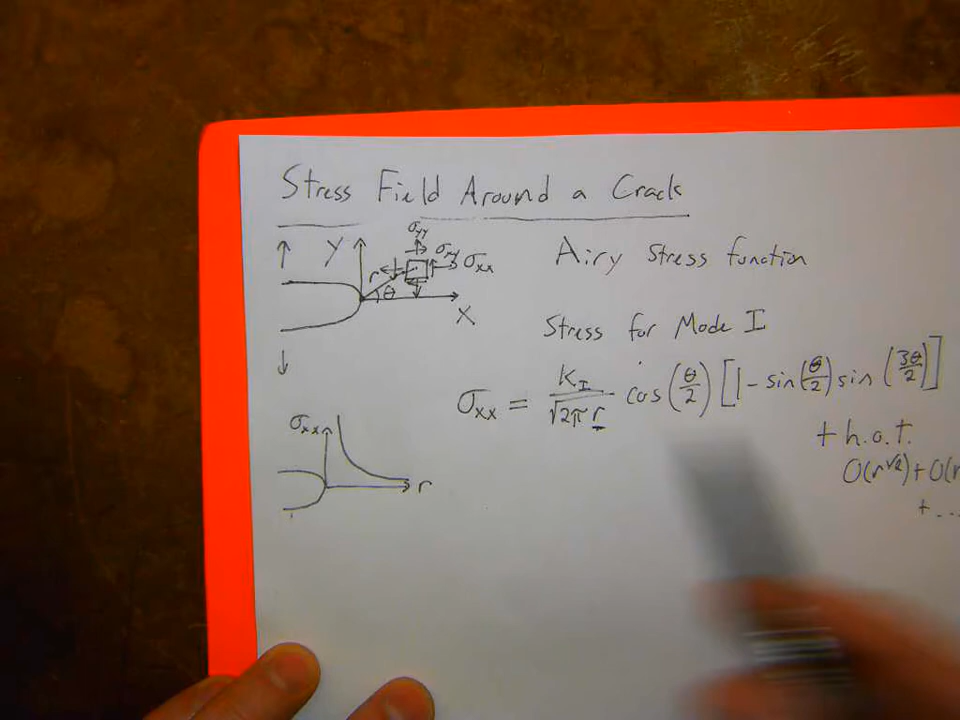 Stress Field Around a Crack
σyy
Y
σxy
σxx
r
θ
X
Airy Stress function
Stress for Mode I
σxx = K_I/√2πr cos(θ/2) [1 - sin(θ/2) sin(3θ/2)]
+ h.o.t.
O(r^1/2) + O(r
+ ...
σxx
r